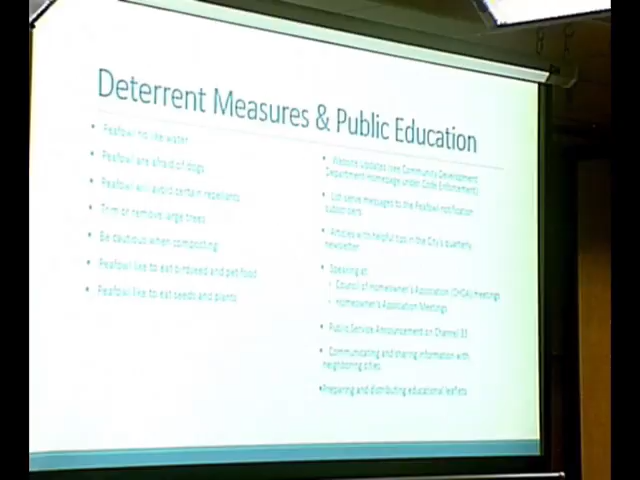 Deterrent Measures & Public Education
• Peafowl no like water
• Peafowl are afraid of dogs
• Peafowl will avoid certain repellants
• Trim or remove large trees
• Be cautious when composting
• Peafowl like to eat birdseed and pet food
• Peafowl like to eat seeds and plants
• Website Updates (see Community Development
Department Homepage under Code Enforcement)
• List serve messages to the Peafowl notification
subscribers
• Articles with helpful tips in the City's quarterly
newsletter
• Speaking at:
• Council of Homeowner's Association (CHOA) meetings
• Homeowner's Association Meetings
• Public Service Announcement on Channel 33
• Communicating and sharing information with
neighboring cities
• Preparing and distributing educational leaflets